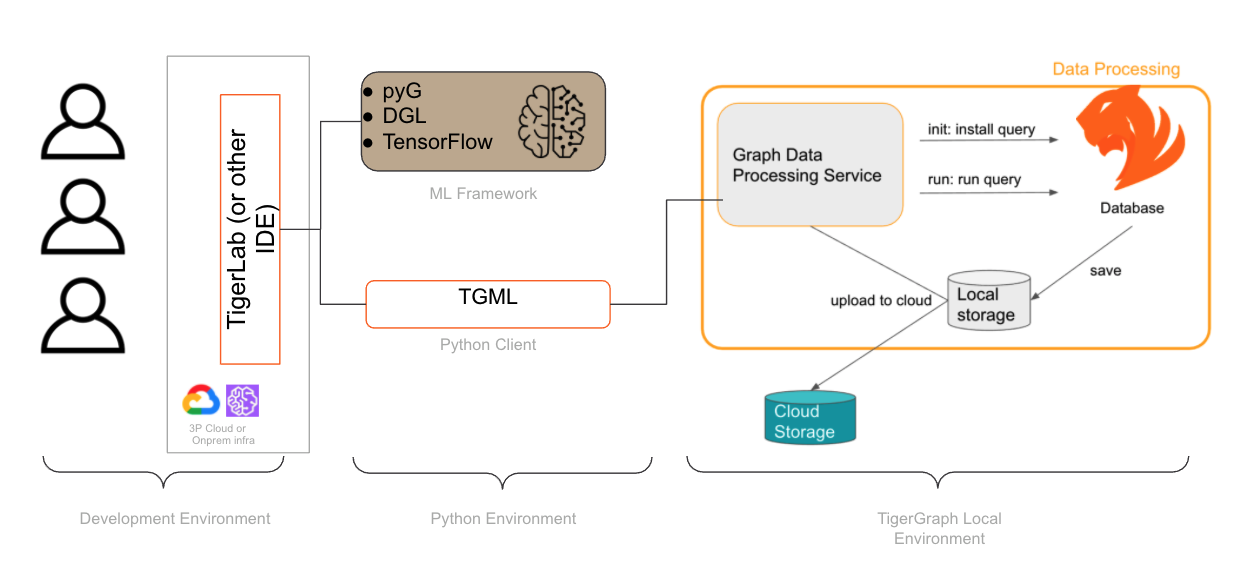 TigerLab (or other
IDE)
3P Cloud or
Onprem infra
Development Environment
• pyG
• DGL
• TensorFlow
ML Framework
TGML
Python Client
Python Environment
Data Processing
Graph Data
Processing Service
init: install query
run: run query
Database
save
upload to cloud
Local
storage
Cloud
Storage
TigerGraph Local
Environment